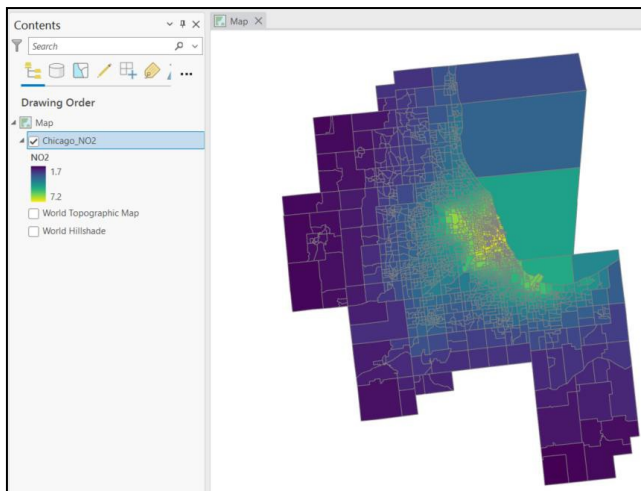 Contents
Search
Drawing Order
Map
Chicago_NO2
NO2
1.7
7.2
World Topographic Map
World Hillshade
Map